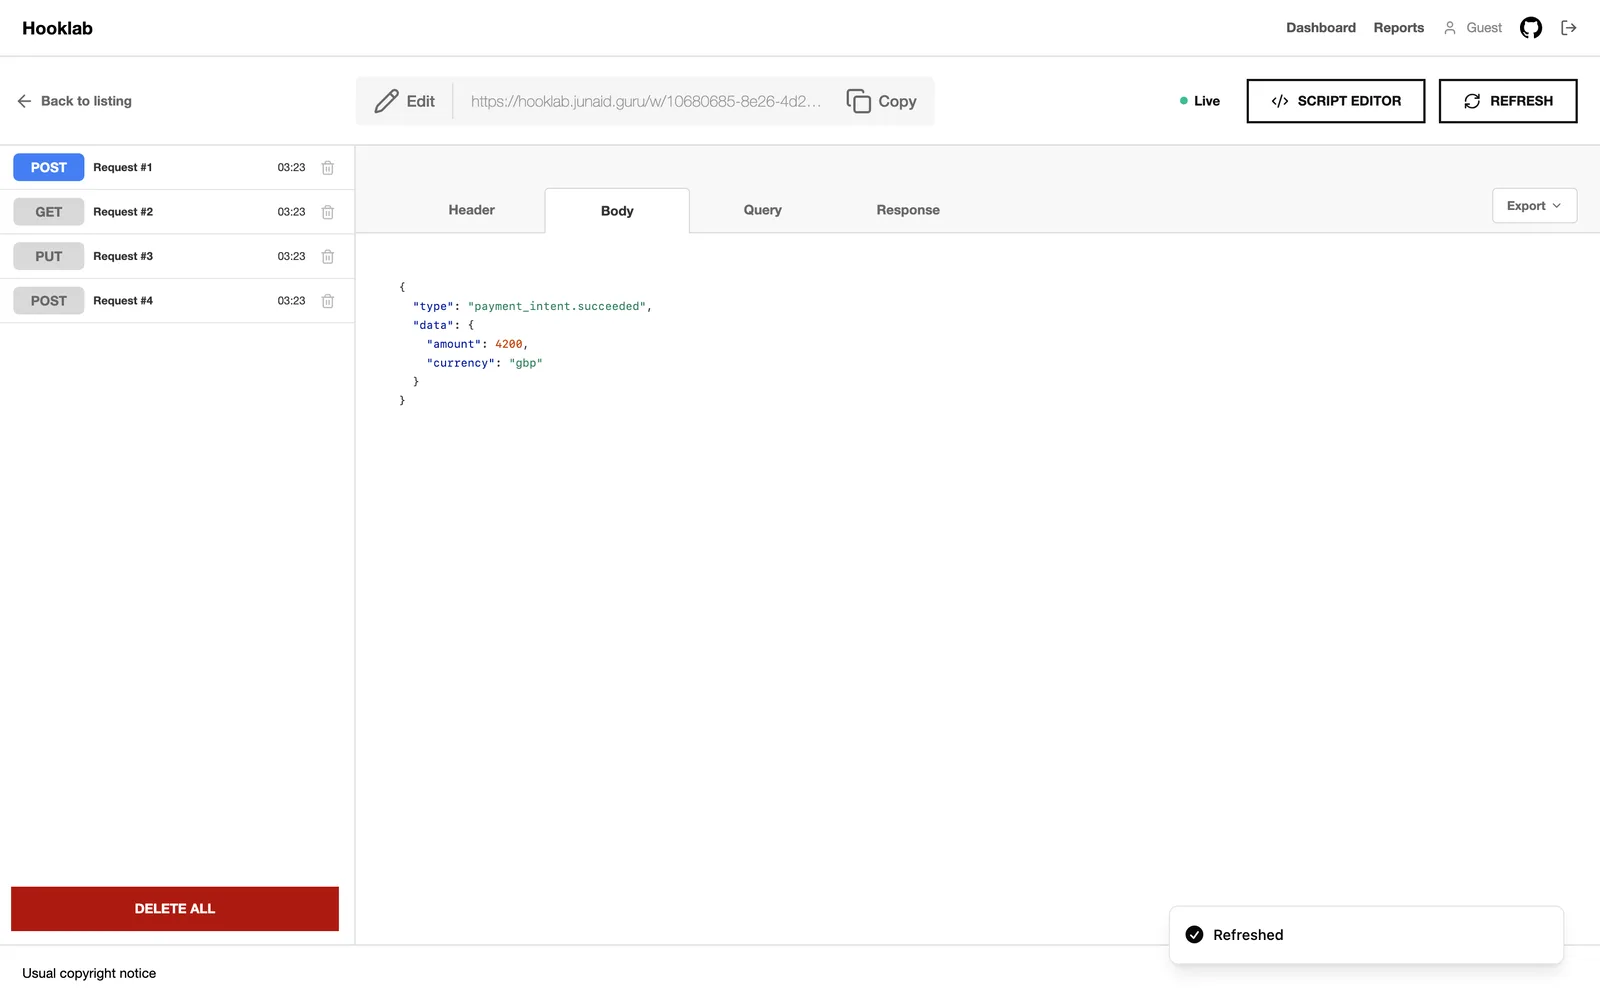 Hooklab
Dashboard
Reports
Guest
Back to listing
Edit
https://hooklab.junaid.guru/w/10680685-8e26-4d2...
Copy
Live
</> SCRIPT EDITOR
REFRESH
POST Request #1 03:23
GET Request #2 03:23
PUT Request #3 03:23
POST Request #4 03:23
Header
Body
Query
Response
Export
{
  "type": "payment_intent.succeeded",
  "data": {
    "amount": 4200,
    "currency": "gbp"
  }
}
DELETE ALL
Refreshed
Usual copyright notice